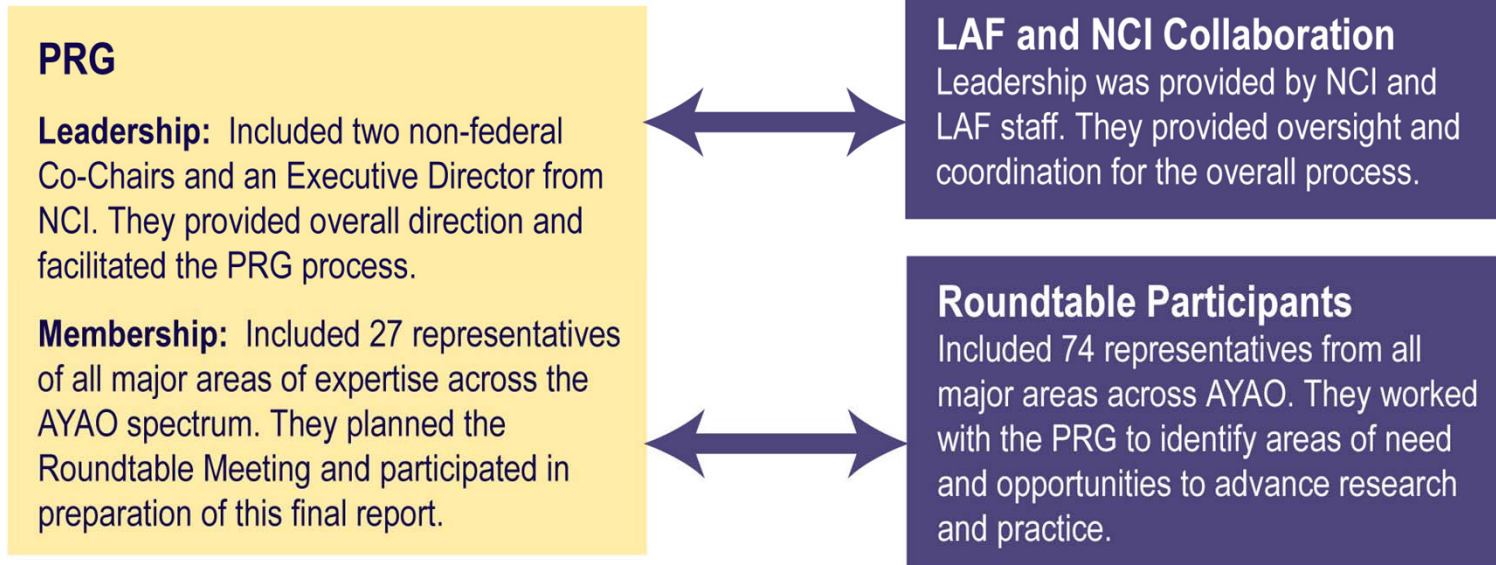 PRG
Leadership: Included two non-federal
Co-Chairs and an Executive Director from
NCI. They provided overall direction and
facilitated the PRG process.
Membership: Included 27 representatives
of all major areas of expertise across the
AYAO spectrum. They planned the
Roundtable Meeting and participated in
preparation of this final report.
LAF and NCI Collaboration
Leadership was provided by NCI and
LAF staff. They provided oversight and
coordination for the overall process.
Roundtable Participants
Included 74 representatives from all
major areas across AYAO. They worked
with the PRG to identify areas of need
and opportunities to advance research
and practice.